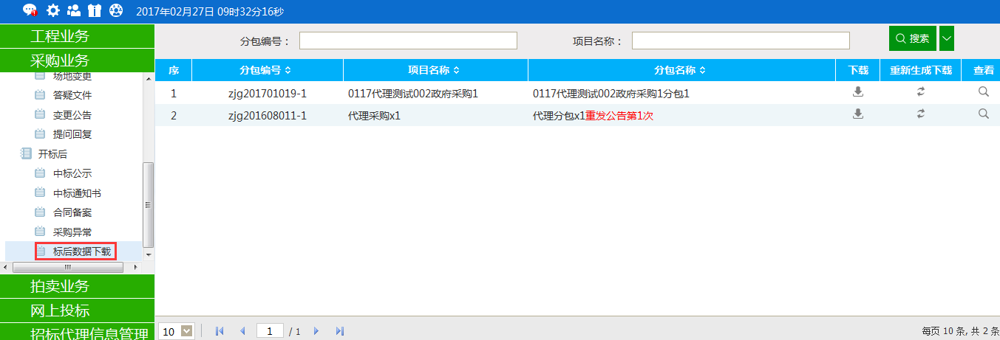 2017年02月27日 09时32分16秒
工程业务
采购业务
场地变更
答疑文件
变更公告
提问回复
开标后
中标公示
中标通知书
合同备案
采购异常
标后数据下载
拍卖业务
网上投标
招标代理信息管理
分包编号： 项目名称： 搜索
序 分包编号 项目名称 分包名称 下载 重新生成下载 查看
1 zjg201701019-1 0117代理测试002政府采购1 0117代理测试002政府采购1分包1
2 zjg201608011-1 代理采购x1 代理分包x1重发公告第1次
10 1 / 1 每页 10 条, 共 2 条